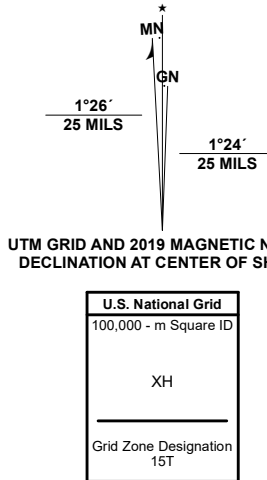 MN
GN
1°26´
25 MILS
1°24´
25 MILS
UTM GRID AND 2019 MAGNETIC
DECLINATION AT CENTER OF
U.S. National Grid
100,000 - m Square ID
XH
Grid Zone Designation
15T